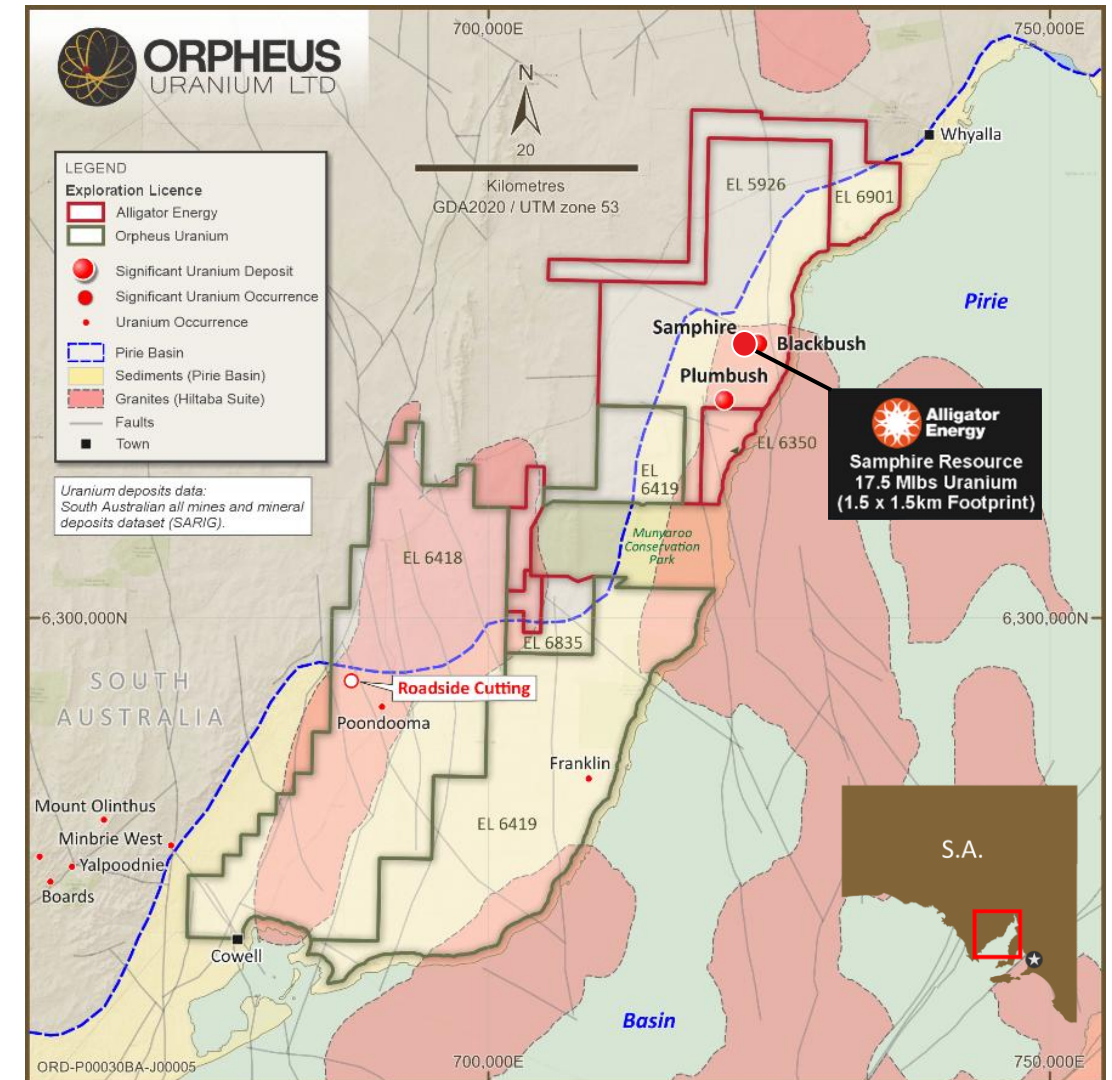 ORPHEUS
URANIUM LTD
700,000E
750,000E
N
20
Kilometres
GDA2020 / UTM zone 53
LEGEND
Exploration Licence
Alligator Energy
Orpheus Uranium
Significant Uranium Deposit
Significant Uranium Occurrence
Uranium Occurrence
Pirie Basin
Sediments (Pirie Basin)
Granites (Hiltaba Suite)
Faults
Town
Uranium deposits data:
South Australian all mines and mineral
deposits dataset (SARIG).
Whyalla
EL 5926
EL 6901
Pirie
Samphire
Blackbush
Plumbush
Alligator
Energy
Samphire Resource
17.5 Mlbs Uranium
(1.5 x 1.5km Footprint)
EL 6350
EL
6419
Munyaroo
Conservation
Park
EL 6418
6,300,000N
6,300,000N
EL 6835
SOUTH
AUSTRALIA
Roadside Cutting
Poondooma
Franklin
Mount Olinthus
Minbrie West
Yalpoodnie
Boards
EL 6419
S.A.
Cowell
Basin
ORD-P00030BA-J00005
700,000E
750,000E